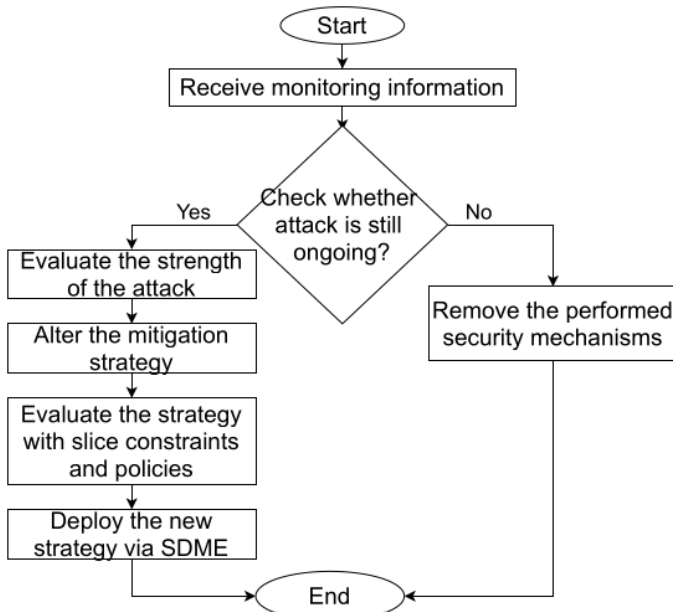 Start
Receive monitoring information
Check whether
attack is still
ongoing?
Yes
No
Evaluate the strength
of the attack
Alter the mitigation
strategy
Evaluate the strategy
with slice constraints
and policies
Deploy the new
strategy via SDME
Remove the performed
security mechanisms
End